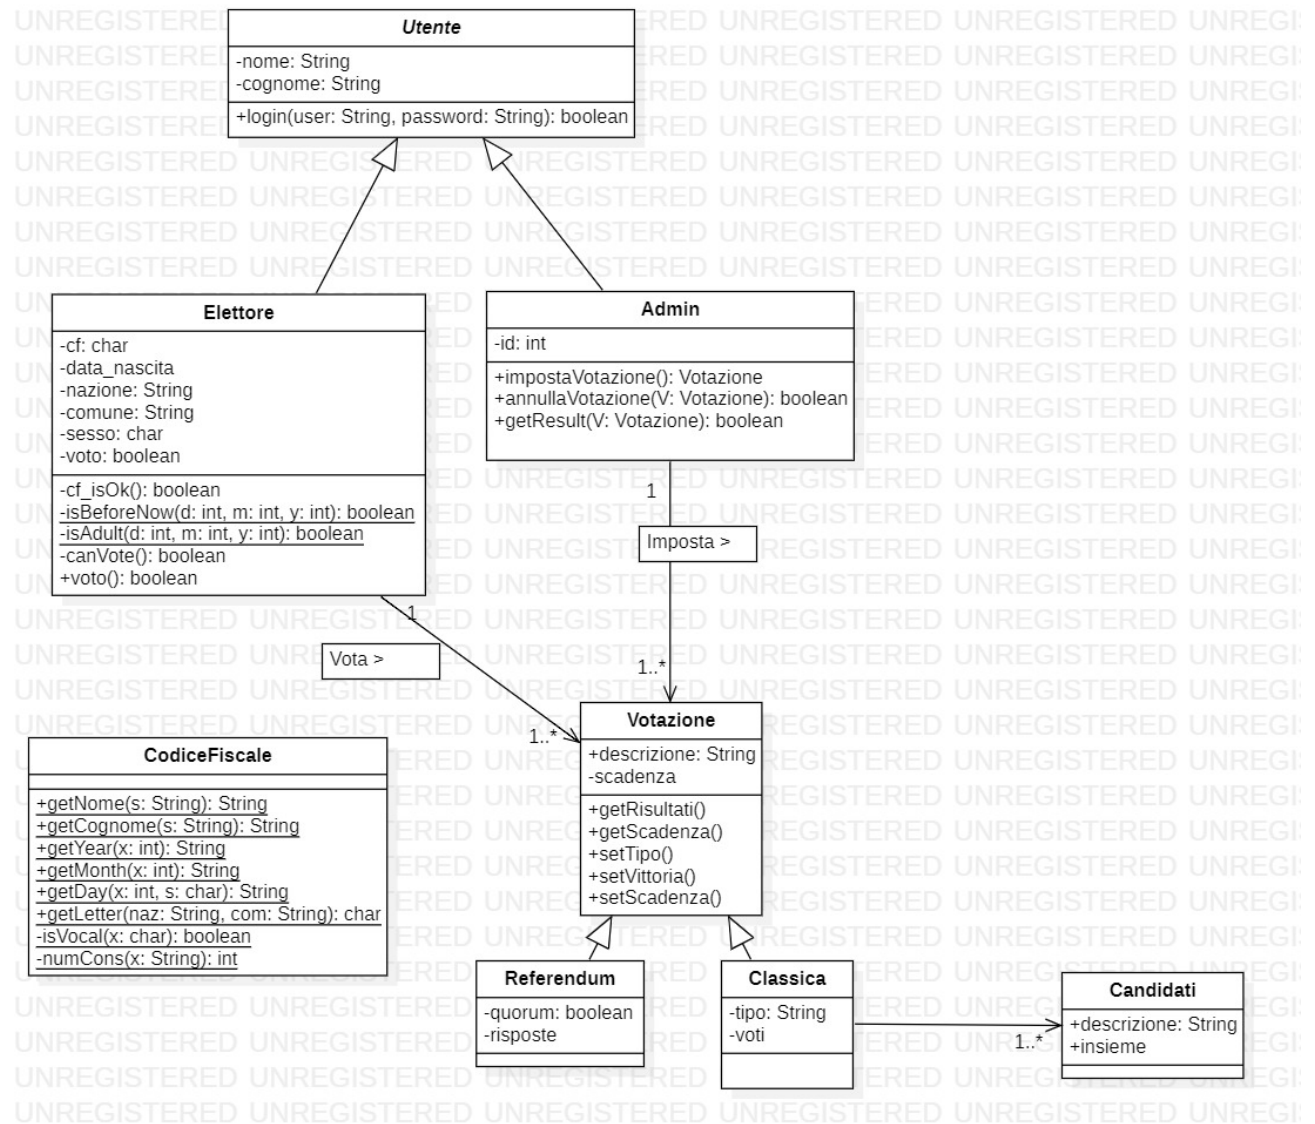 Utente
-nome: String
-cognome: String
+login(user: String, password: String): boolean
Elettore
-cf: char
-data_nascita
-nazione: String
-comune: String
-sesso: char
-voto: boolean
-cf_isOk(): boolean
-isBeforeNow(d: int, m: int, y: int): boolean
-isAdult(d: int, m: int, y: int): boolean
-canVote(): boolean
+voto(): boolean
Admin
-id: int
+impostaVotazione(): Votazione
+annullaVotazione(V: Votazione): boolean
+getResult(V: Votazione): boolean
1
Imposta >
1..*
1
Vota >
1..*
Votazione
+descrizione: String
-scadenza
+getRisultati()
+getScadenza()
+setTipo()
+setVittoria()
+setScadenza()
CodiceFiscale
+getNome(s: String): String
+getCognome(s: String): String
+getYear(x: int): String
+getMonth(x: int): String
+getDay(x: int, s: char): String
+getLetter(naz: String, com: String): char
-isVocal(x: char): boolean
-numCons(x: String): int
Referendum
-quorum: boolean
-risposte
Classica
-tipo: String
-voti
1..*
Candidati
+descrizione: String
+insieme
UNREGISTERED